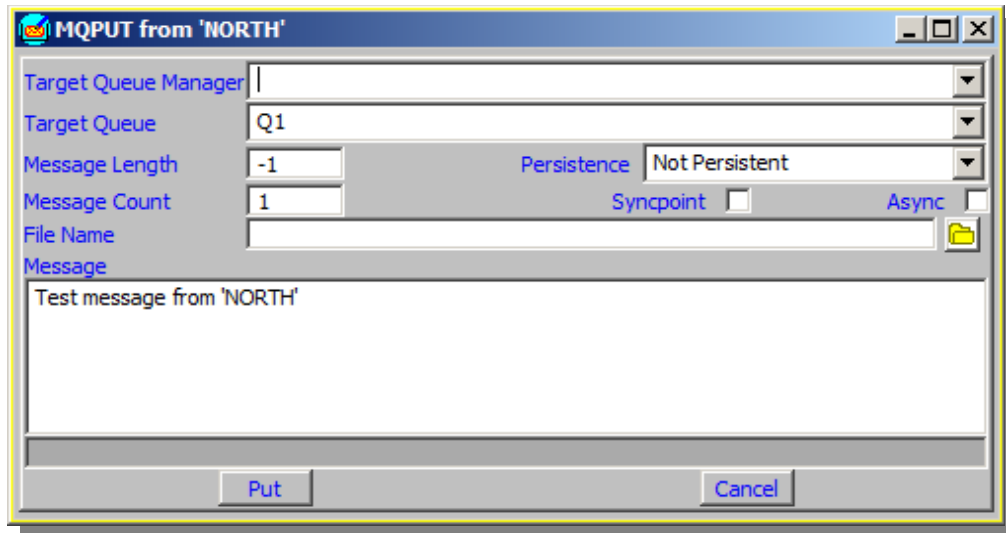 MQPUT from 'NORTH'
Target Queue Manager
Target Queue Q1
Message Length -1 Persistence Not Persistent
Message Count 1 Syncpoint Async
File Name
Message
Test message from 'NORTH'
Put Cancel